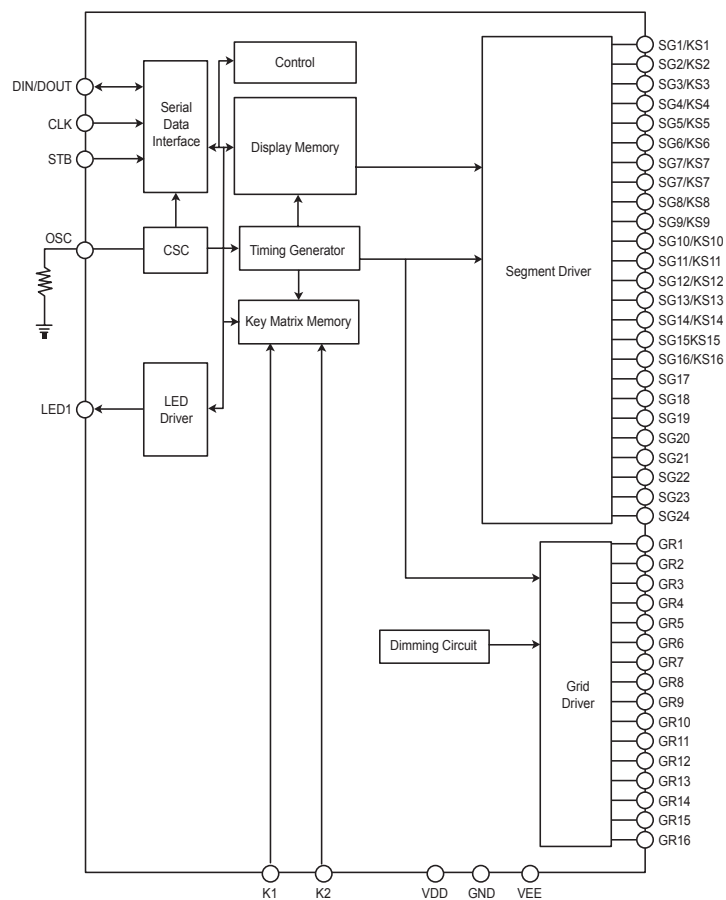 DIN/DOUT
CLK
STB
OSC
LED1
Serial
Data
Interface
CSC
LED
Driver
Control
Display Memory
Timing Generator
Key Matrix Memory
Segment Driver
Dimming Circuit
Grid
Driver
SG1/KS1
SG2/KS2
SG3/KS3
SG4/KS4
SG5/KS5
SG6/KS6
SG7/KS7
SG7/KS7
SG8/KS8
SG9/KS9
SG10/KS10
SG11/KS11
SG12/KS12
SG13/KS13
SG14/KS14
SG15KS15
SG16/KS16
SG17
SG18
SG19
SG20
SG21
SG22
SG23
SG24
GR1
GR2
GR3
GR4
GR5
GR6
GR7
GR8
GR9
GR10
GR11
GR12
GR13
GR14
GR15
GR16
K1
K2
VDD
GND
VEE